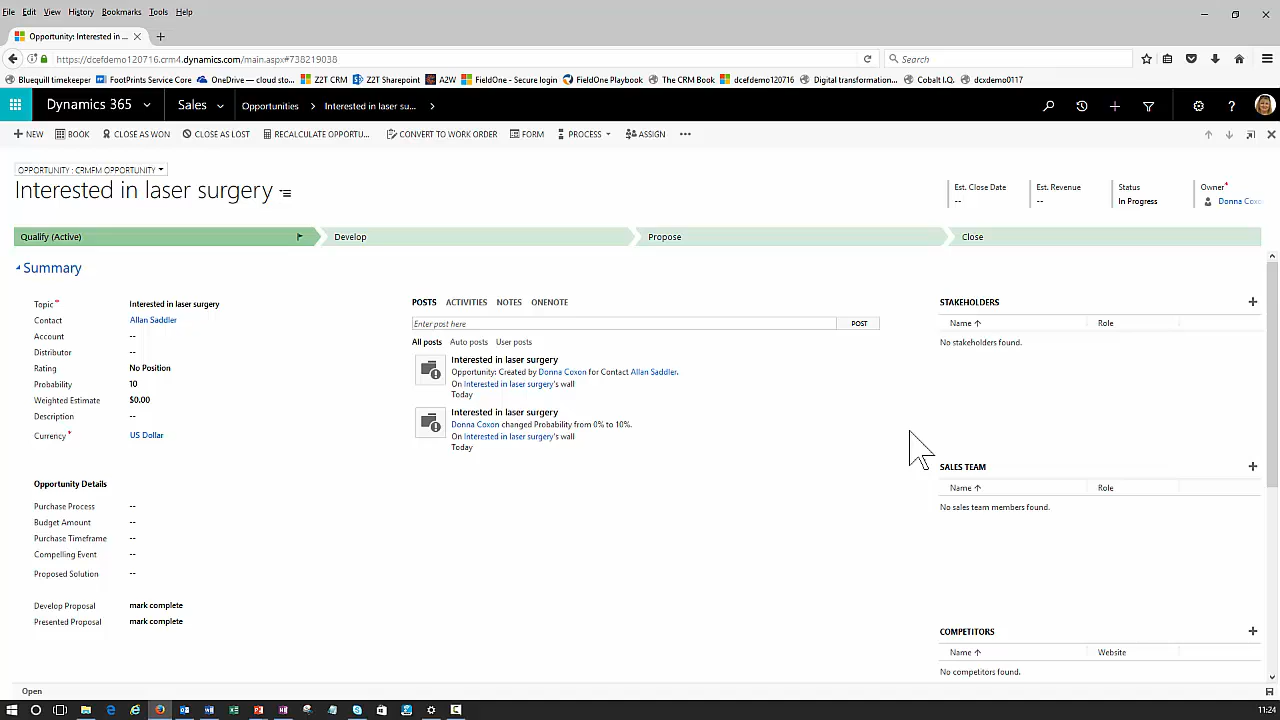 File Edit View History Bookmarks Tools Help
Opportunity: Interested in ...
https://dcefdemo120716.crm4.dynamics.com/main.aspx#738219038
Search
Bluequill timekeeper FootPrints Service Core OneDrive — cloud sto... Z2T CRM Z2T Sharepoint A2W FieldOne - Secure login FieldOne Playbook The CRM Book dcefdemo120716 Digital transformation... Cobalt I.Q. dcxdemo0117
Dynamics 365 Sales Opportunities Interested in laser su...
NEW BOOK CLOSE AS WON CLOSE AS LOST RECALCULATE OPPORTU... CONVERT TO WORK ORDER FORM PROCESS ASSIGN
OPPORTUNITY : CRMFM OPPORTUNITY
Interested in laser surgery
Est. Close Date
--
Est. Revenue
--
Status
In Progress
Owner*
Donna Coxo
Qualify (Active) Develop Propose Close
Summary
Topic* Interested in laser surgery
Contact Allan Saddler
Account --
Distributor --
Rating No Position
Probability 10
Weighted Estimate $0.00
Description --
Currency* US Dollar
Opportunity Details
Purchase Process --
Budget Amount --
Purchase Timeframe --
Compelling Event --
Proposed Solution --
Develop Proposal mark complete
Presented Proposal mark complete
POSTS ACTIVITIES NOTES ONENOTE
Enter post here POST
All posts Auto posts User posts
Interested in laser surgery
Opportunity: Created by Donna Coxon for Contact Allan Saddler.
On Interested in laser surgery's wall
Today
Interested in laser surgery
Donna Coxon changed Probability from 0% to 10%.
On Interested in laser surgery's wall
Today
STAKEHOLDERS
Name Role
No stakeholders found.
SALES TEAM
Name Role
No sales team members found.
COMPETITORS
Name Website
No competitors found.
Open
11:24